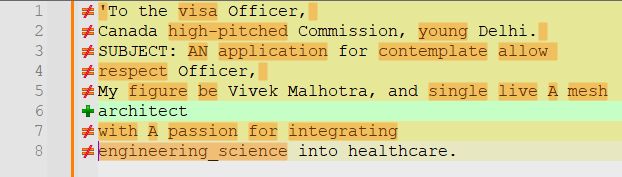 1 'To the visa Officer,
2 Canada high-pitched Commission, young Delhi.
3 SUBJECT: AN application for contemplate allow
4 respect Officer,
5 My figure be Vivek Malhotra, and single live A mesh
6 architect
7 with A passion for integrating
8 engineering_science into healthcare.